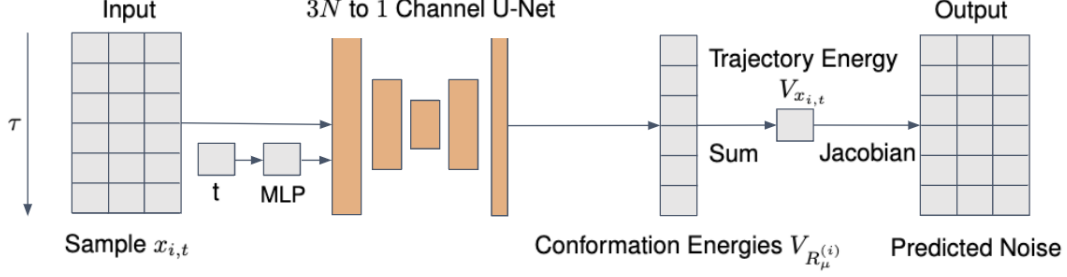 Input
3N to 1 Channel U-Net
Output
τ
Trajectory Energy
V_{x_{i,t}}
t
MLP
Sum
Jacobian
Sample x_{i,t}
Conformation Energies V_{R_μ^{(i)}}
Predicted Noise